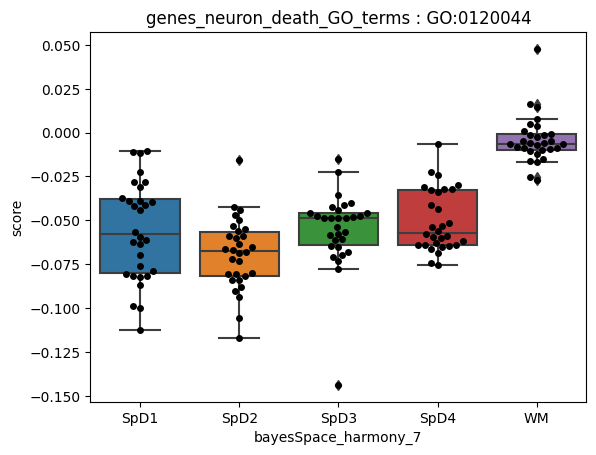 genes_neuron_death_GO_terms : GO:0120044
0.050
0.025
0.000
−0.025
−0.050
−0.075
−0.100
−0.125
−0.150
score
SpD1 SpD2 SpD3 SpD4 WM
bayesSpace_harmony_7